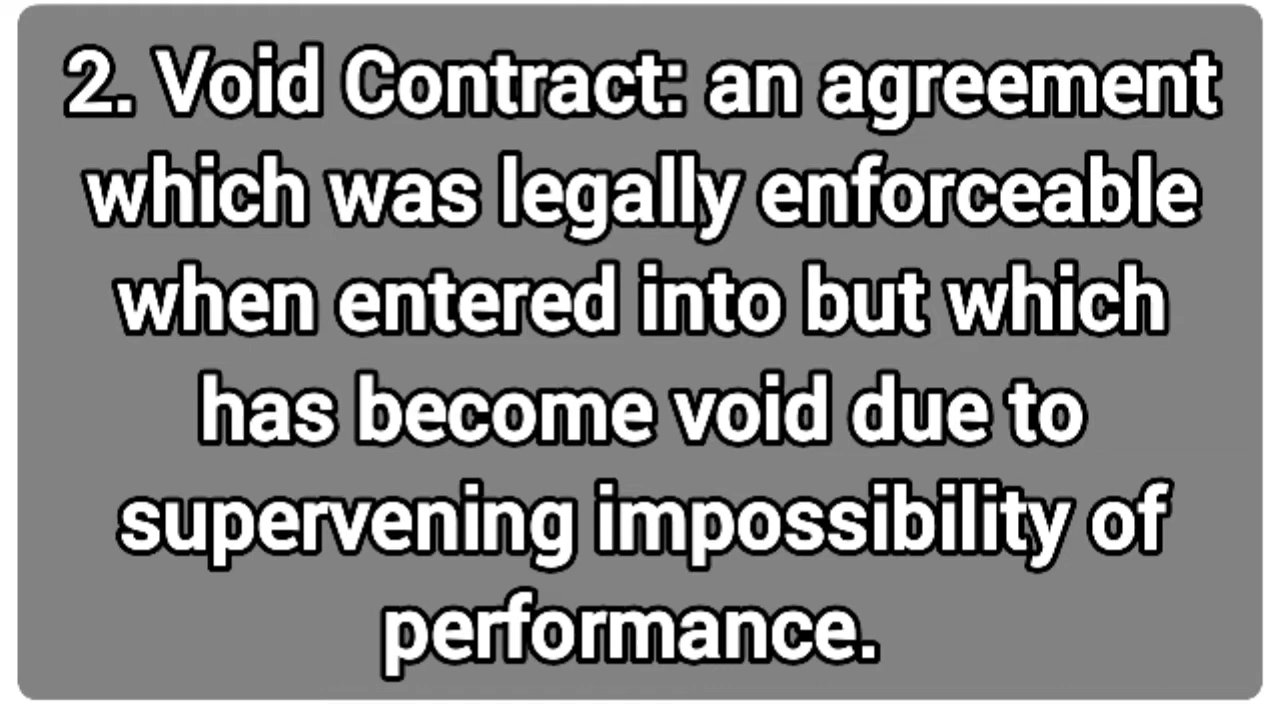 2. Void Contract: an agreement
which was legally enforceable
when entered into but which
has become void due to
supervening impossibility of
performance.